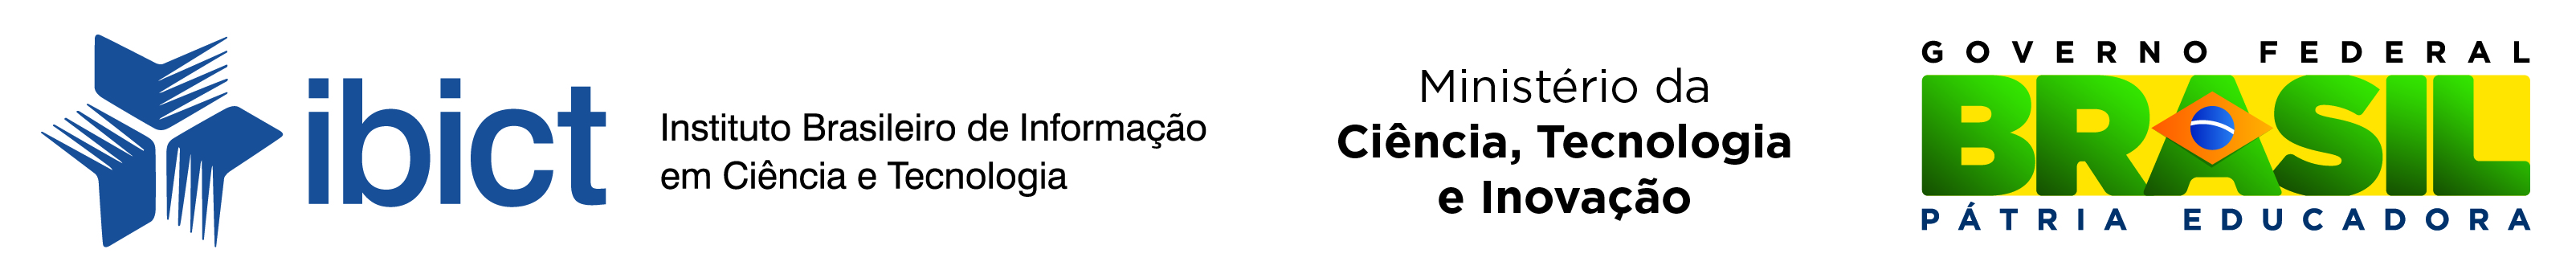 ibict
Instituto Brasileiro de Informação
em Ciência e Tecnologia
Ministério da
Ciência, Tecnologia
e Inovação
GOVERNO FEDERAL
BRASIL
PÁTRIA EDUCADORA